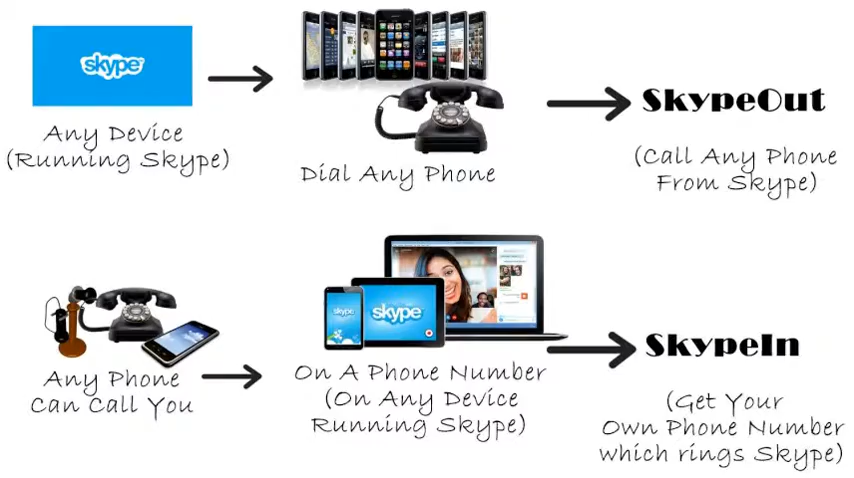 skype
Any Device
(Running Skype)
Dial Any Phone
SkypeOut
(Call Any Phone
From Skype)
Any Phone
Can Call You
skype
skype
On A Phone Number
(On Any Device
Running Skype)
SkypeIn
(Get Your
Own Phone Number
which rings Skype)